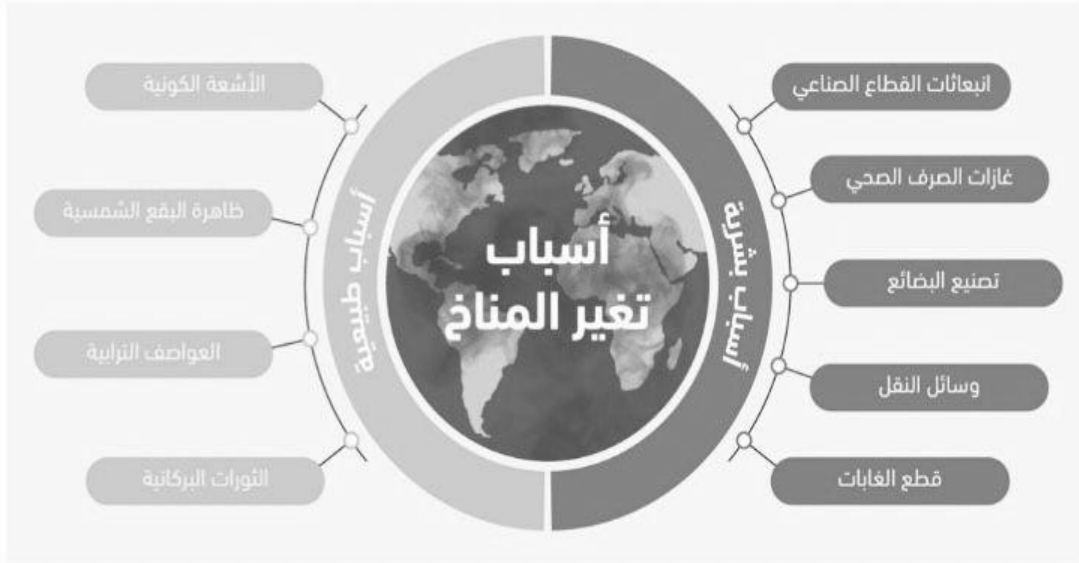 أسباب
تغير المناخ
أسباب بشرية
انبعاثات القطاع الصناعي
غازات الصرف الصحي
تصنيع البضائع
وسائل النقل
قطع الغابات
أسباب طبيعية
الأشعة الكونية
ظاهرة البقع الشمسية
العواصف الترابية
الثورات البركانية